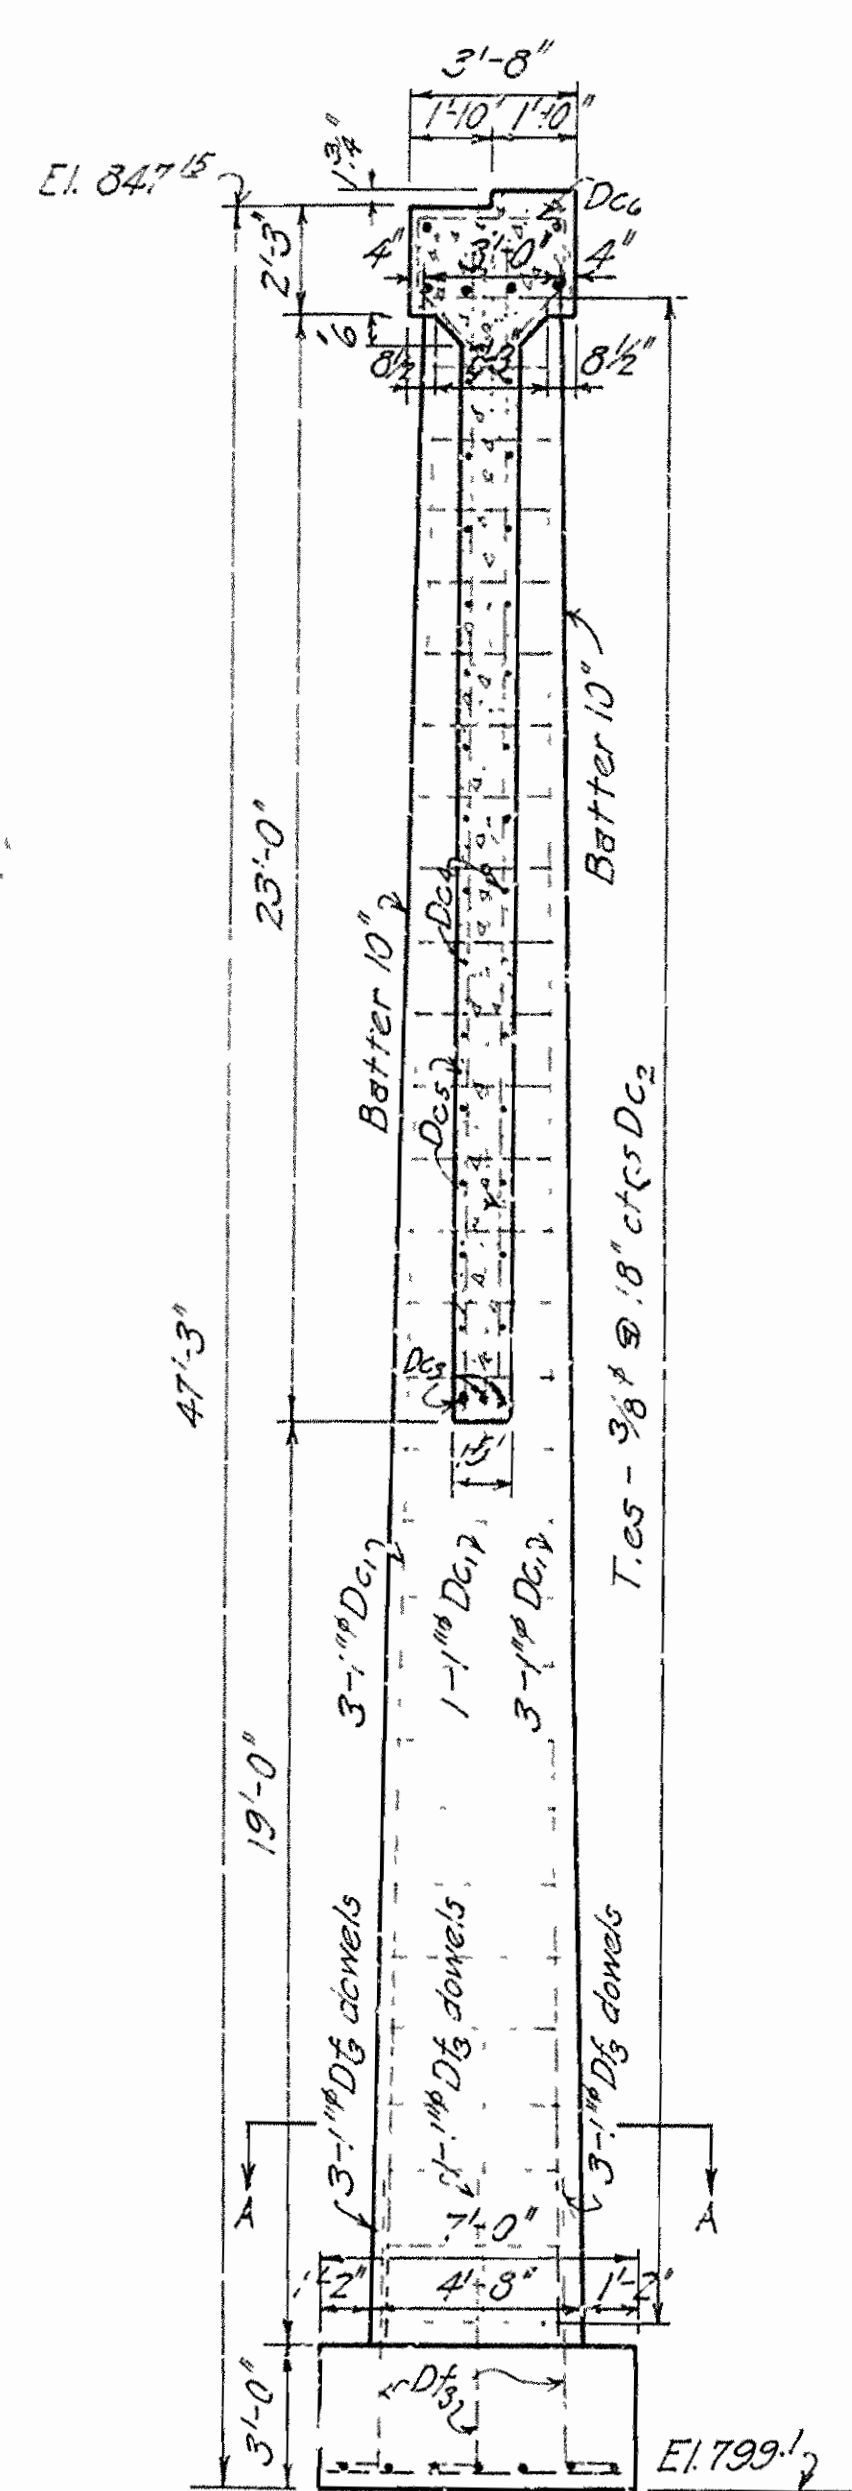 3'-8"
1'-10" 1'-10"
1 3/4"
El. 847.15
Dc6
2'-3"
4" 3'-0" 4"
6"
8½" 8½"
Batter 10"
23'-0"
Dc4
Batter 10"
Dc5
Ties - 3/8"φ @ 18" ctrs Dc2
47'-3"
Dc3
3-1"φ Dc1
1-1"φ Dc1
3-1"φ Dc1
19'-0"
3-1"φ Df3 dowels
1-1"φ Df3 dowels
3-1"φ Df3 dowels
A A
7'-0"
1'-2" 4'-8" 1'-2"
3'-0"
Df3
El. 799.1